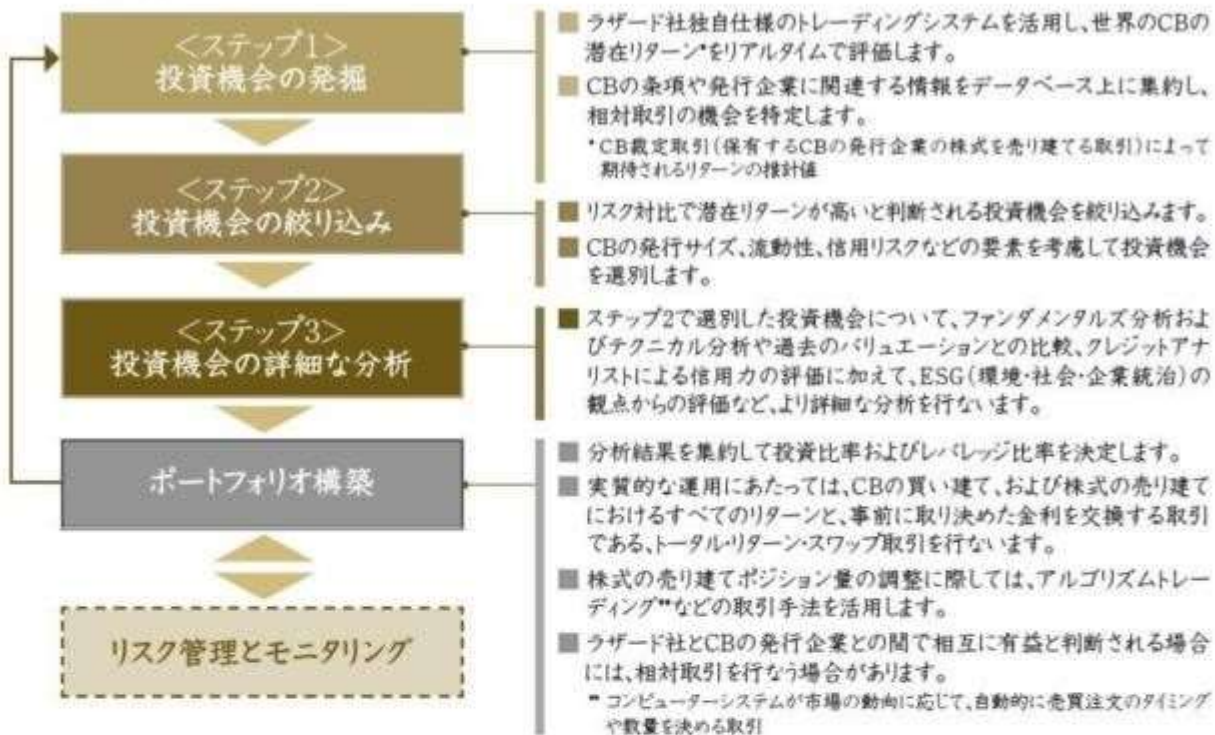 <ステップ1>
投資機会の発掘
■ ラザード社独自仕様のトレーディングシステムを活用し、世界のCBの
潜在リターン*をリアルタイムで評価します。
■ CBの条項や発行企業に関連する情報をデータベース上に集約し、
相対取引の機会を特定します。
*CB裁定取引(保有するCBの発行企業の株式を売り建てる取引)によって
期待されるリターンの推計値
<ステップ2>
投資機会の絞り込み
■ リスク対比で潜在リターンが高いと判断される投資機会を絞り込みます。
■ CBの発行サイズ、流動性、信用リスクなどの要素を考慮して投資機会
を選別します。
<ステップ3>
投資機会の詳細な分析
■ ステップ2で選別した投資機会について、ファンダメンタルズ分析およ
びテクニカル分析や過去のバリュエーションとの比較、クレジットアナ
リストによる信用力の評価に加えて、ESG(環境・社会・企業統治)の
観点からの評価など、より詳細な分析を行ないます。
ポートフォリオ構築
■ 分析結果を集約して投資比率およびレバレッジ比率を決定します。
■ 実質的な運用にあたっては、CBの買い建て、および株式の売り建て
におけるすべてのリターンと、事前に取り決めた金利を交換する取引
である、トータル・リターン・スワップ取引を行ないます。
■ 株式の売り建てポジション量の調整に際しては、アルゴリズムトレー
ディング**などの取引手法を活用します。
■ ラザード社とCBの発行企業との間で相互に有益と判断される場合
には、相対取引を行なう場合があります。
** コンピューターシステムが市場の動向に応じて、自動的に売買注文のタイミング
や数量を決める取引
リスク管理とモニタリング